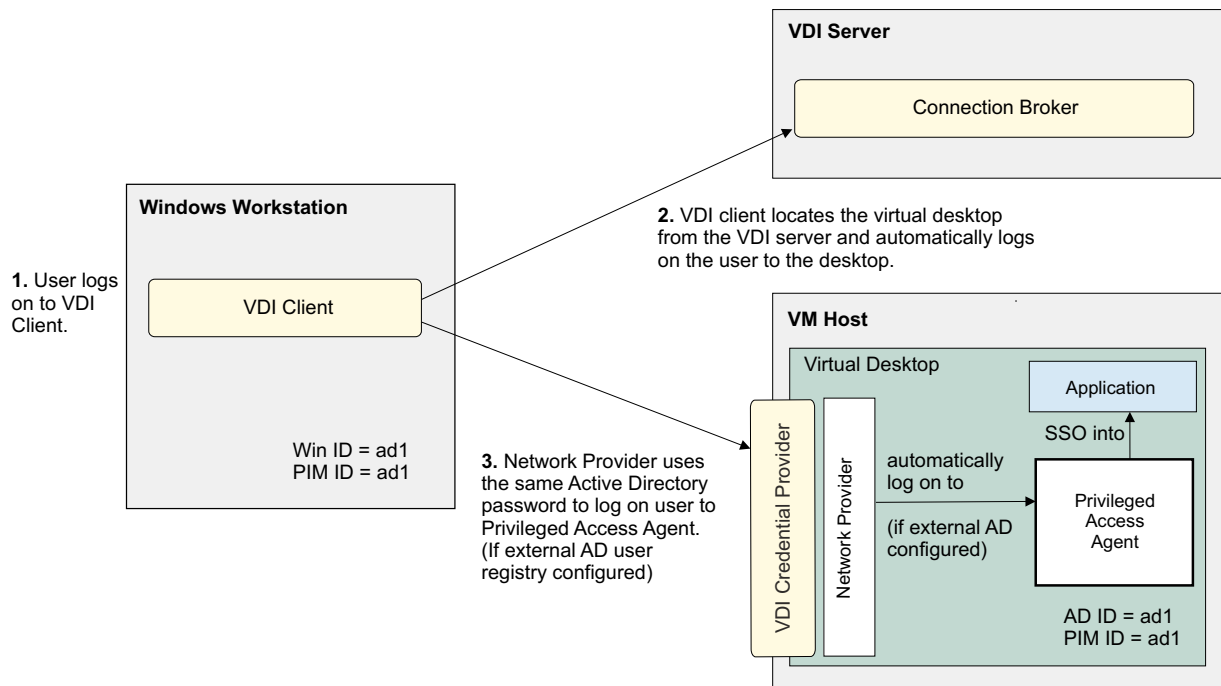 VDI Server
Connection Broker
Windows Workstation
1. User logs
on to VDI
Client.
VDI Client
Win ID = ad1
PIM ID = ad1
2. VDI client locates the virtual desktop
from the VDI server and automatically logs
on the user to the desktop.
3. Network Provider uses
the same Active Directory
password to log on user to
Privileged Access Agent.
(If external AD user
registry configured)
VM Host
Virtual Desktop
VDI Credential Provider
Network Provider
automatically
log on to
(if external AD
configured)
Application
SSO into
Privileged
Access
Agent
AD ID = ad1
PIM ID = ad1